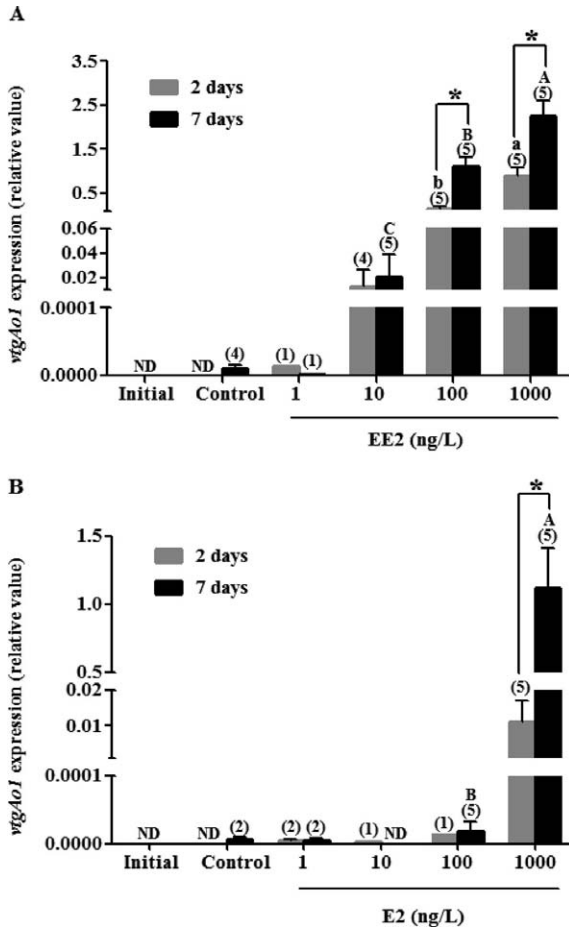 A
vtgAo1 expression (relative value)
3.5
2.5
1.5
0.5
0.06
0.04
0.02
0.0001
0.0000
2 days
7 days
ND
ND
(4)
(1)
(1)
(4)
C
(5)
b
(5)
*
B
(5)
a
(5)
*
A
(5)
Initial
Control
1
10
100
1000
EE2 (ng/L)
B
vtgAo1 expression (relative value)
1.5
1.0
0.5
0.02
0.01
0.0001
0.0000
2 days
7 days
ND
ND
(2)
(2)
(2)
(1)
ND
(1)
B
(5)
(5)
*
A
(5)
Initial
Control
1
10
100
1000
E2 (ng/L)